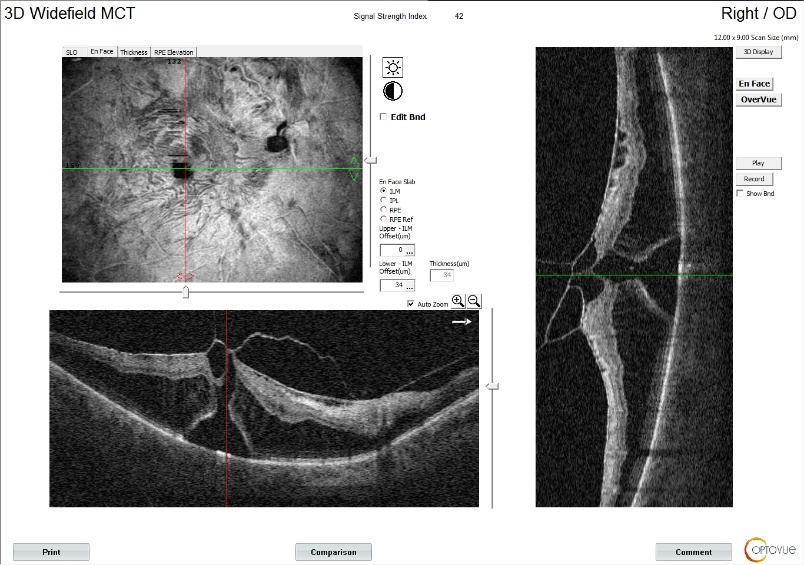 3D Widefield MCT
Signal Strength Index 42
Right / OD
12.00 x 9.00 Scan Size (mm)
SLO
En Face
Thickness
RPE Elevation
132
3D Display
En Face
OverVue
Edit Bnd
En Face Slab
ILM
IPL
RPE
RPE Ref
Upper - ILM
Offset(um)
0 ...
Lower - ILM
Offset(um)
34 ...
Thickness(um)
34
Auto Zoom
Play
Record
Show Bnd
Print
Comparison
Comment
OPTOVUE